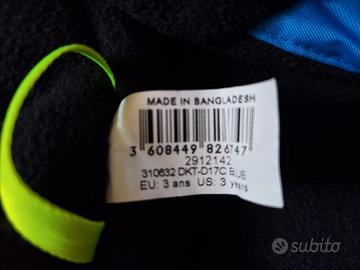 MADE IN BANGLADESH
3 608449 826747
2912142
310632 DKT-D17C BLUE
EU: 3 ans US: 3 years
subito